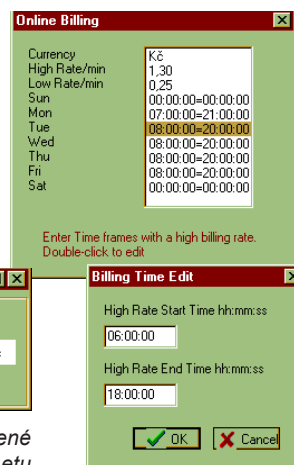 Online Billing
Currency Kč
High Rate/min 1,30
Low Rate/min 0,25
Sun 00:00:00=00:00:00
Mon 07:00:00=21:00:00
Tue 08:00:00=20:00:00
Wed 08:00:00=20:00:00
Thu 08:00:00=20:00:00
Fri 08:00:00=20:00:00
Sat 00:00:00=00:00:00
Enter Time frames with a high billing rate.
Double-click to edit
Billing Time Edit
High Rate Start Time hh:mm:ss
06:00:00
High Rate End Time hh:mm:ss
18:00:00
OK Cancel
ené
etu